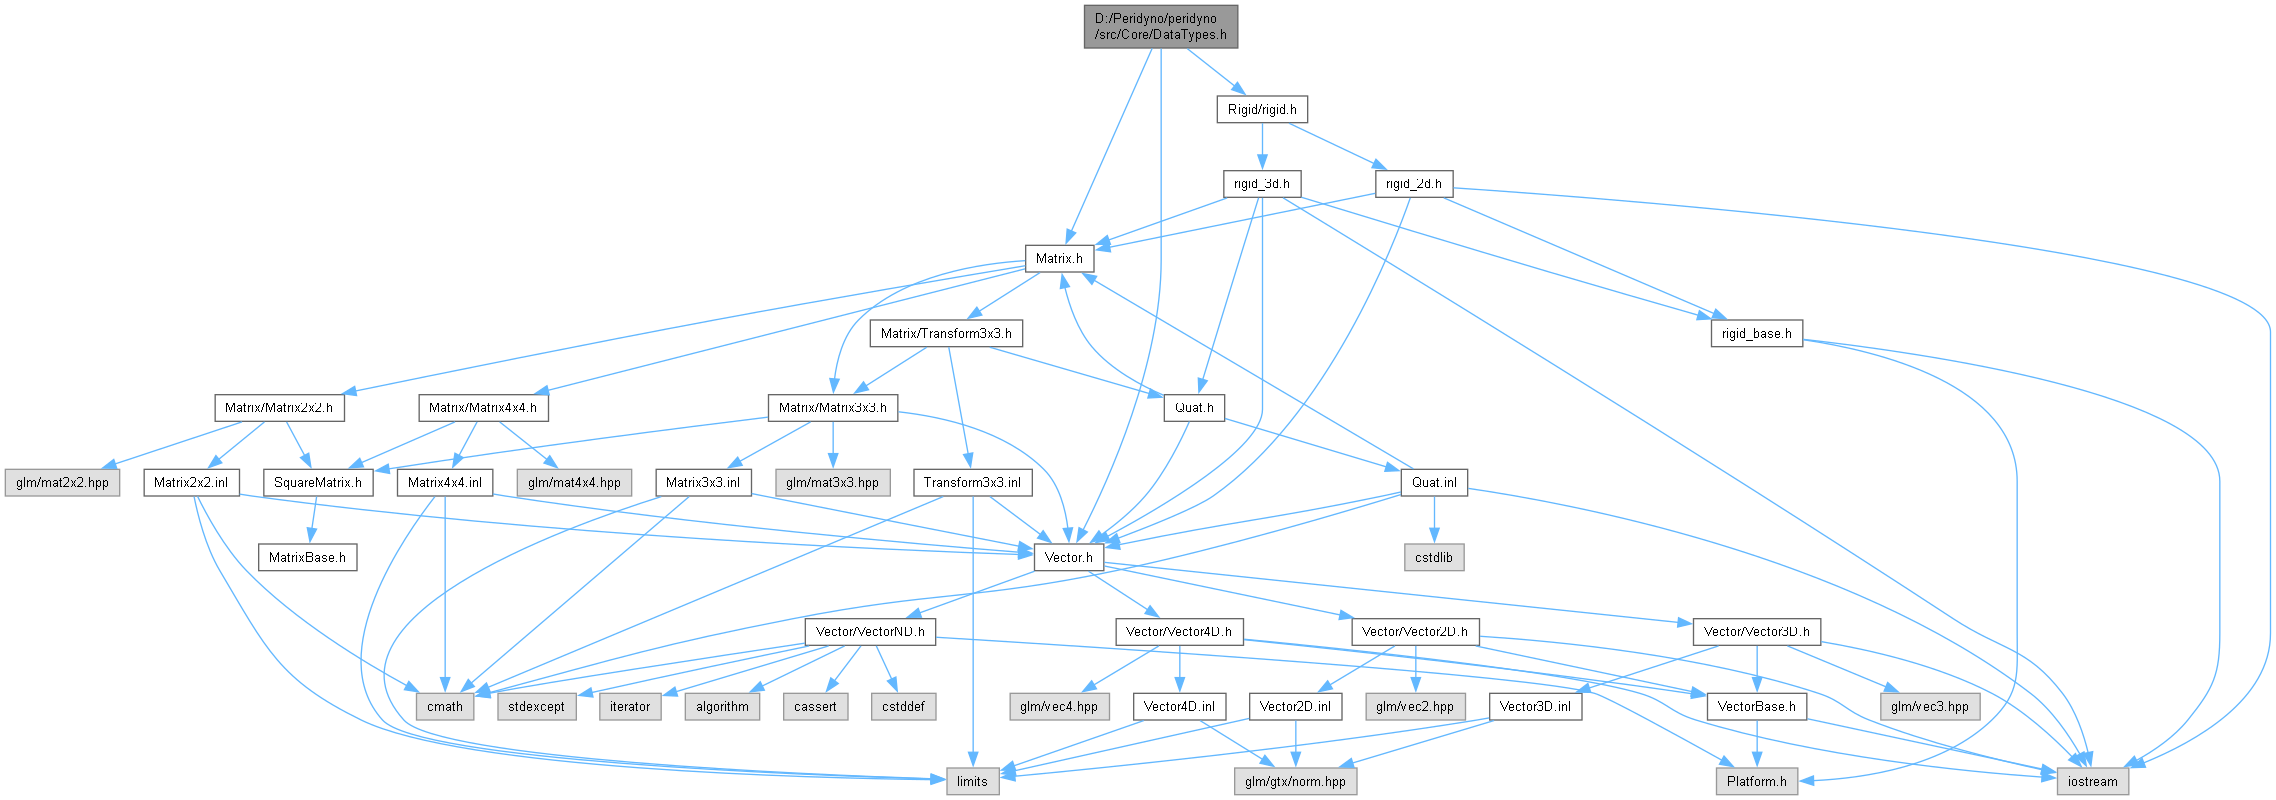 D:/Peridyno/peridyno
/src/Core/DataTypes.h
Rigid/rigid.h
rigid_3d.h
rigid_2d.h
Matrix.h
Matrix/Transform3x3.h
rigid_base.h
Matrix/Matrix2x2.h
Matrix/Matrix4x4.h
Matrix/Matrix3x3.h
Quat.h
glm/mat2x2.hpp
Matrix2x2.inl
SquareMatrix.h
Matrix4x4.inl
glm/mat4x4.hpp
Matrix3x3.inl
glm/mat3x3.hpp
Transform3x3.inl
Quat.inl
MatrixBase.h
Vector.h
cstdlib
Vector/VectorND.h
Vector/Vector4D.h
Vector/Vector2D.h
Vector/Vector3D.h
cmath
stdexcept
iterator
algorithm
cassert
cstddef
glm/vec4.hpp
Vector4D.inl
Vector2D.inl
glm/vec2.hpp
Vector3D.inl
VectorBase.h
glm/vec3.hpp
limits
glm/gtx/norm.hpp
Platform.h
iostream